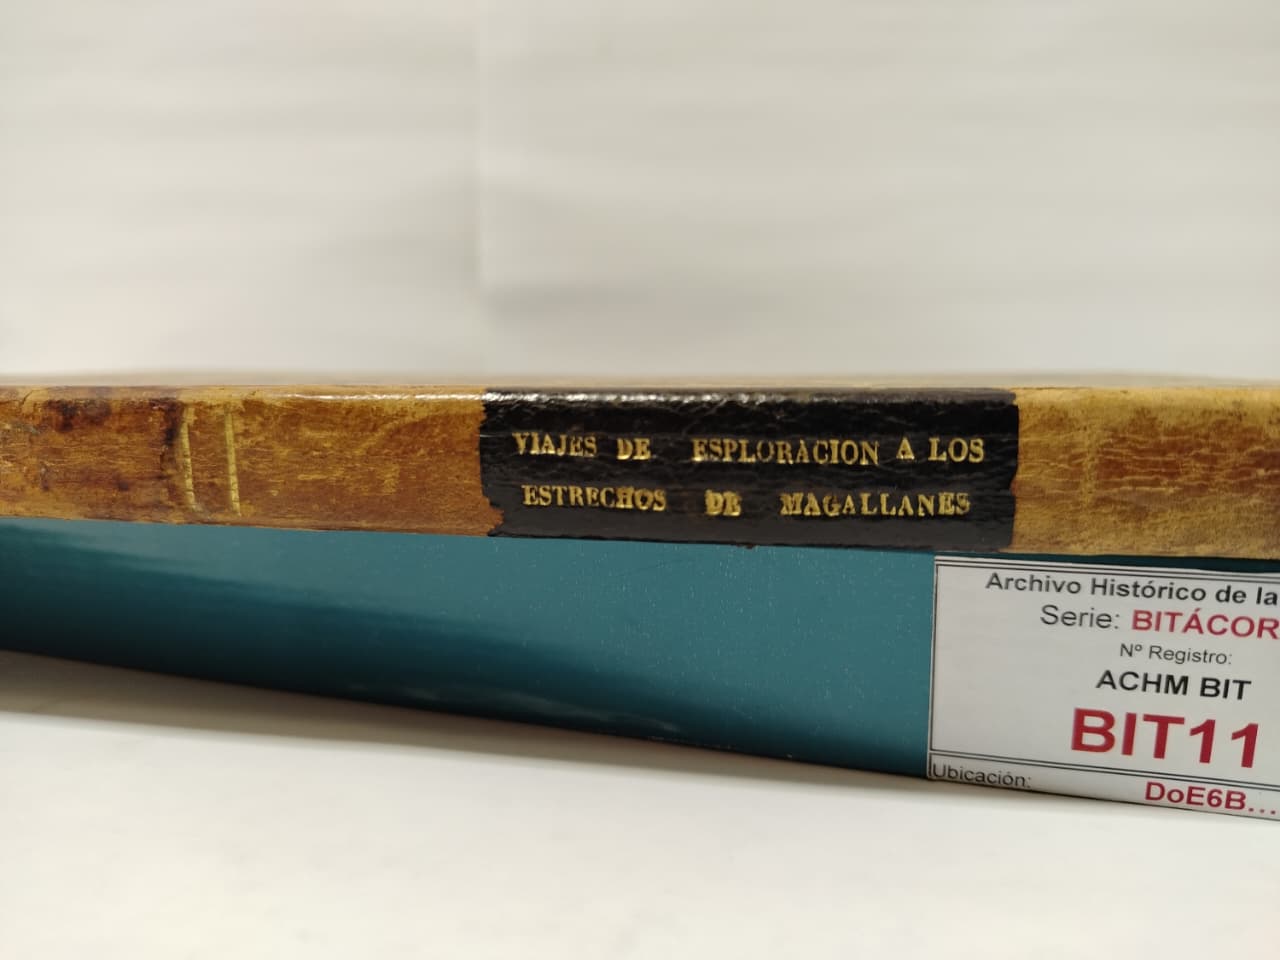 VIAJES DE ESPLORACION A LOS
ESTRECHOS DE MAGALLANES
Archivo Histórico de la
Serie: BITÁCOR
Nº Registro:
ACHM BIT
BIT11
Ubicación:
DoE6B...